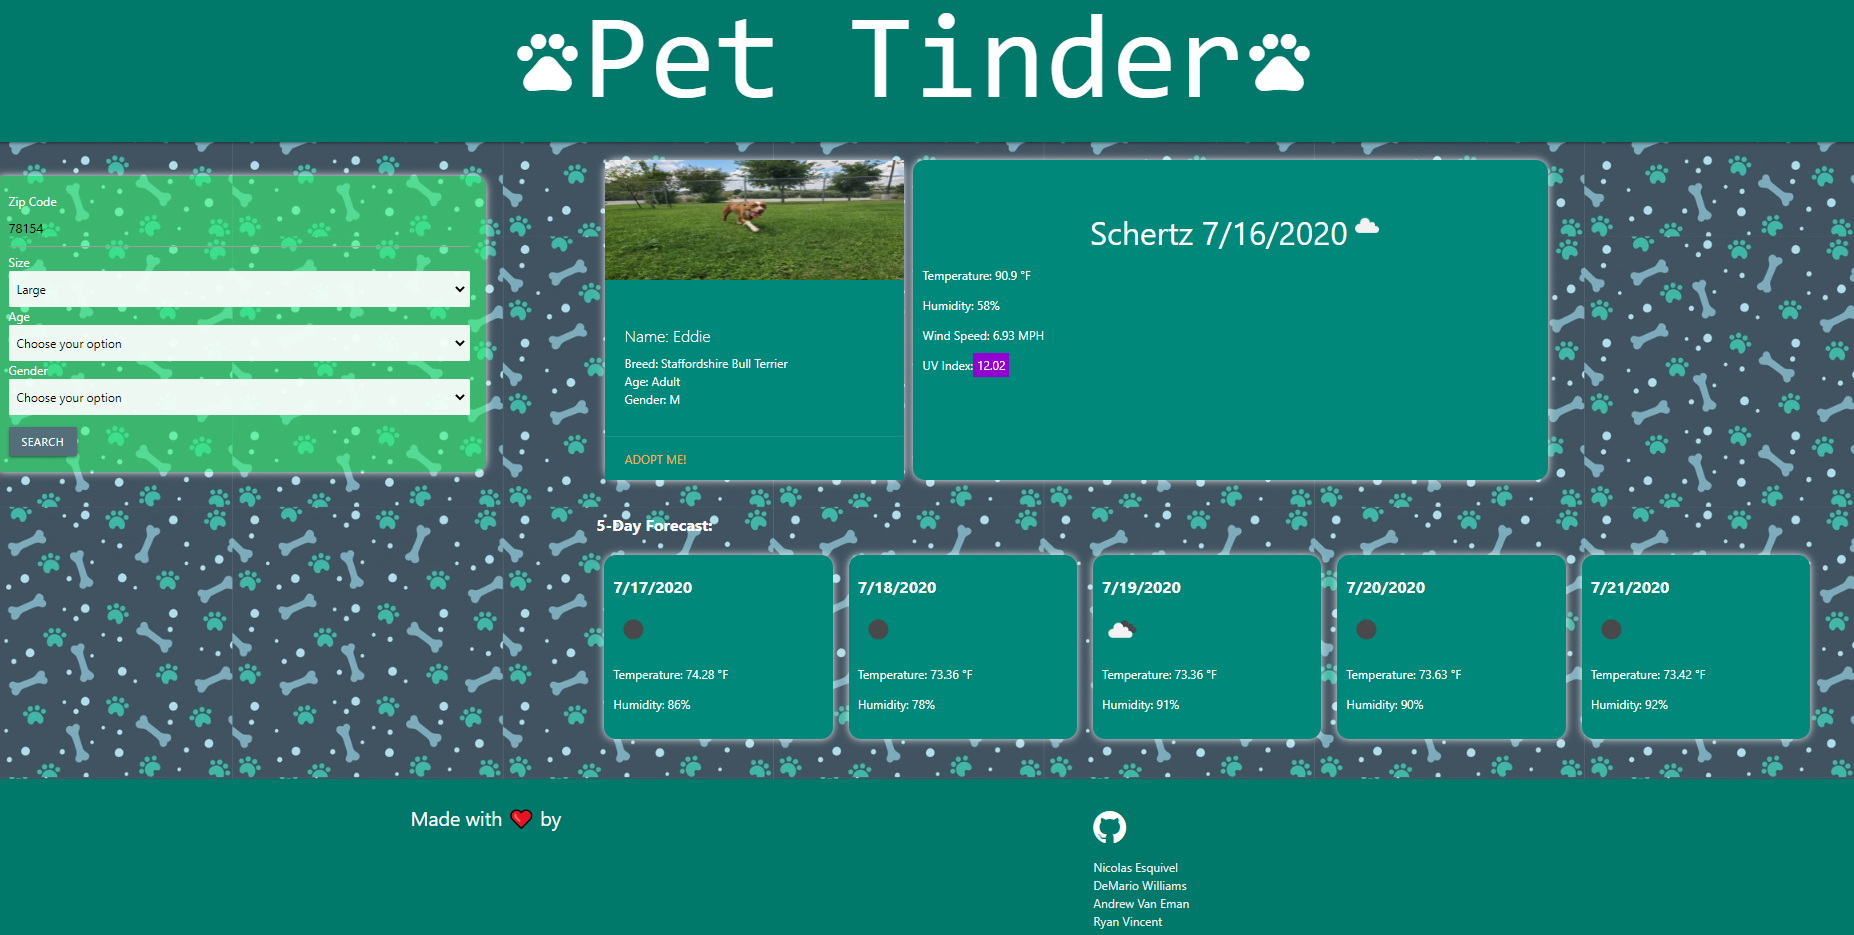 Pet Tinder
Zip Code
78154
Size
Large
Age
Choose your option
Gender
Choose your option
SEARCH
Name: Eddie
Breed: Staffordshire Bull Terrier
Age: Adult
Gender: M
ADOPT ME!
Schertz 7/16/2020
Temperature: 90.9 °F
Humidity: 58%
Wind Speed: 6.93 MPH
UV Index: 12.02
5-Day Forecast:
7/17/2020
Temperature: 74.28 °F
Humidity: 86%
7/18/2020
Temperature: 73.36 °F
Humidity: 78%
7/19/2020
Temperature: 73.36 °F
Humidity: 91%
7/20/2020
Temperature: 73.63 °F
Humidity: 90%
7/21/2020
Temperature: 73.42 °F
Humidity: 92%
Made with ❤ by
Nicolas Esquivel
DeMario Williams
Andrew Van Eman
Ryan Vincent